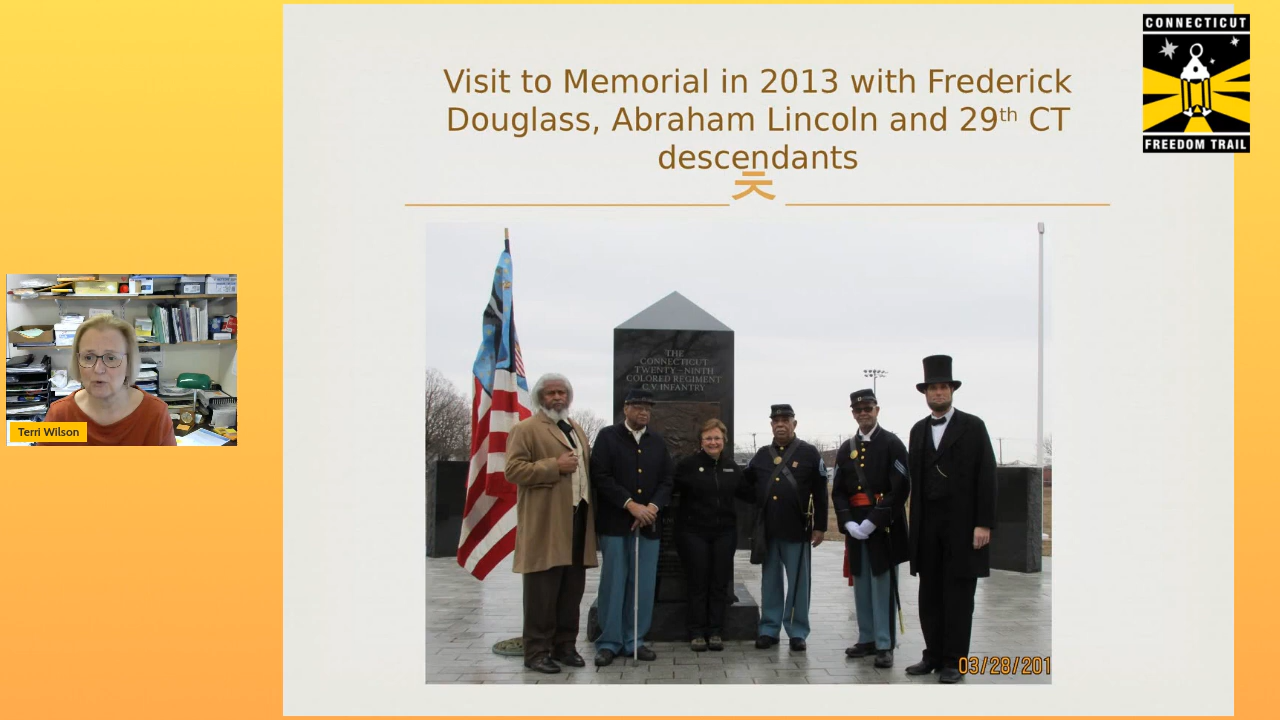 CONNECTICUT
FREEDOM TRAIL
Visit to Memorial in 2013 with Frederick
Douglass, Abraham Lincoln and 29th CT
descendants
THE
CONNECTICUT
TWENTY-NINTH
COLORED REGIMENT
C.V. INFANTRY
Terri Wilson
03/28/201